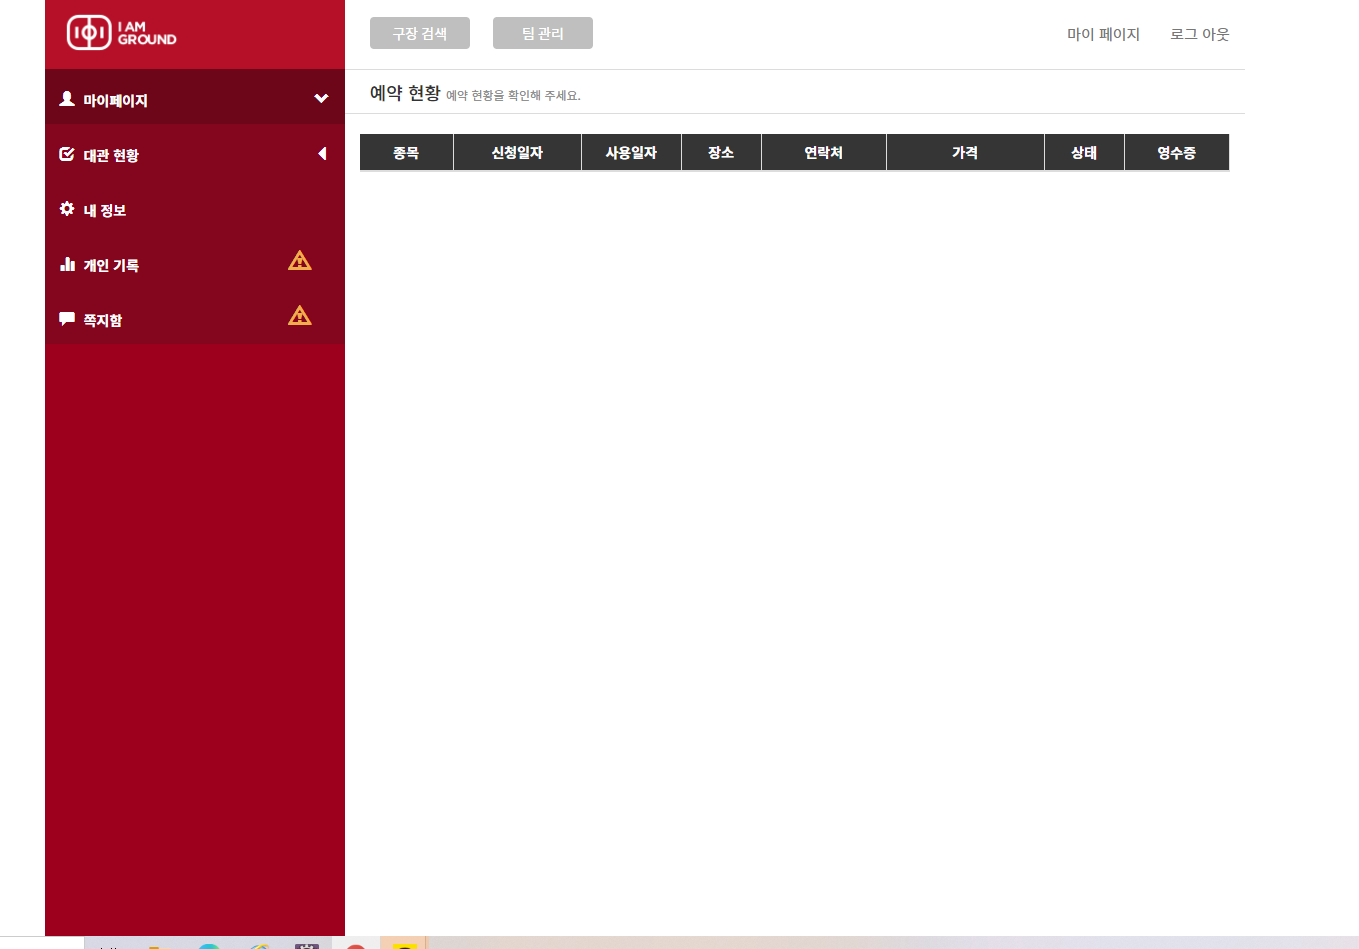 I AM
GROUND
구장 검색
팀 관리
마이 페이지
로그 아웃
마이페이지
대관 현황
내 정보
개인 기록
쪽지함
예약 현황 예약 현황을 확인해 주세요.
종목 신청일자 사용일자 장소 연락처 가격 상태 영수증